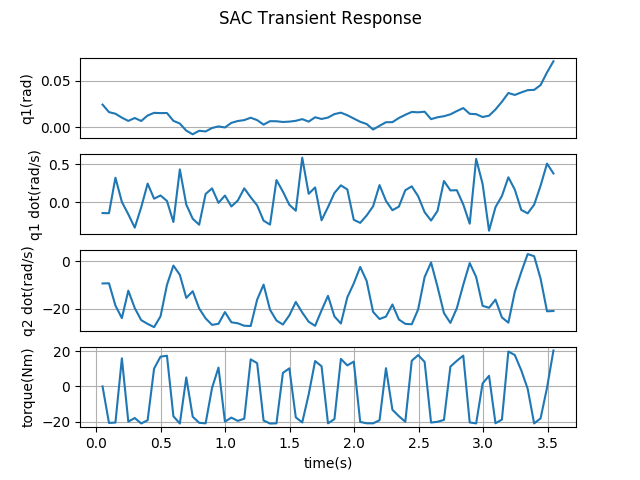 SAC Transient Response
q1(rad)
0.05
0.00
q1 dot(rad/s)
0.5
0.0
q2 dot(rad/s)
0
−20
torque(Nm)
20
0
−20
0.0 0.5 1.0 1.5 2.0 2.5 3.0 3.5
time(s)